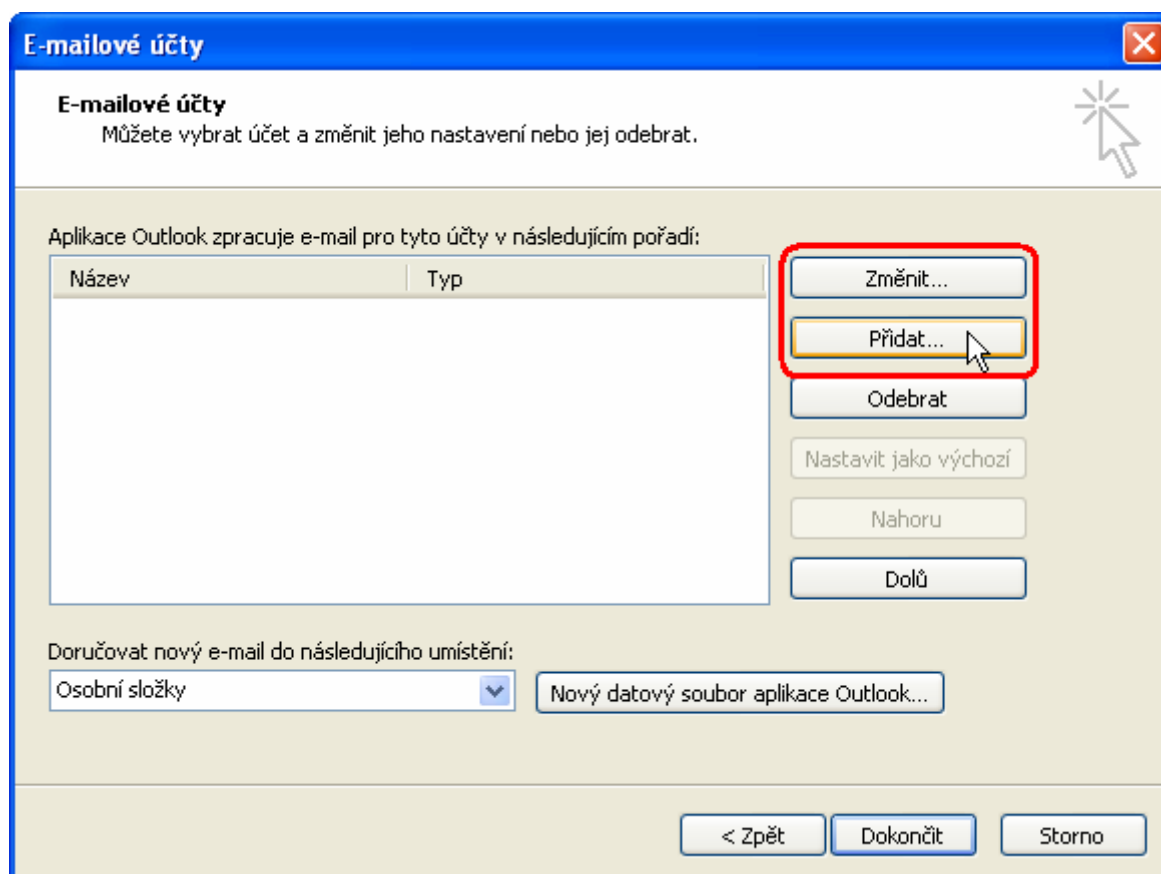 E-mailové účty
E-mailové účty
Můžete vybrat účet a změnit jeho nastavení nebo jej odebrat.
Aplikace Outlook zpracuje e-mail pro tyto účty v následujícím pořadí:
Název Typ
Změnit...
Přidat...
Odebrat
Nastavit jako výchozí
Nahoru
Dolů
Doručovat nový e-mail do následujícího umístění:
Osobní složky Nový datový soubor aplikace Outlook...
< Zpět Dokončit Storno